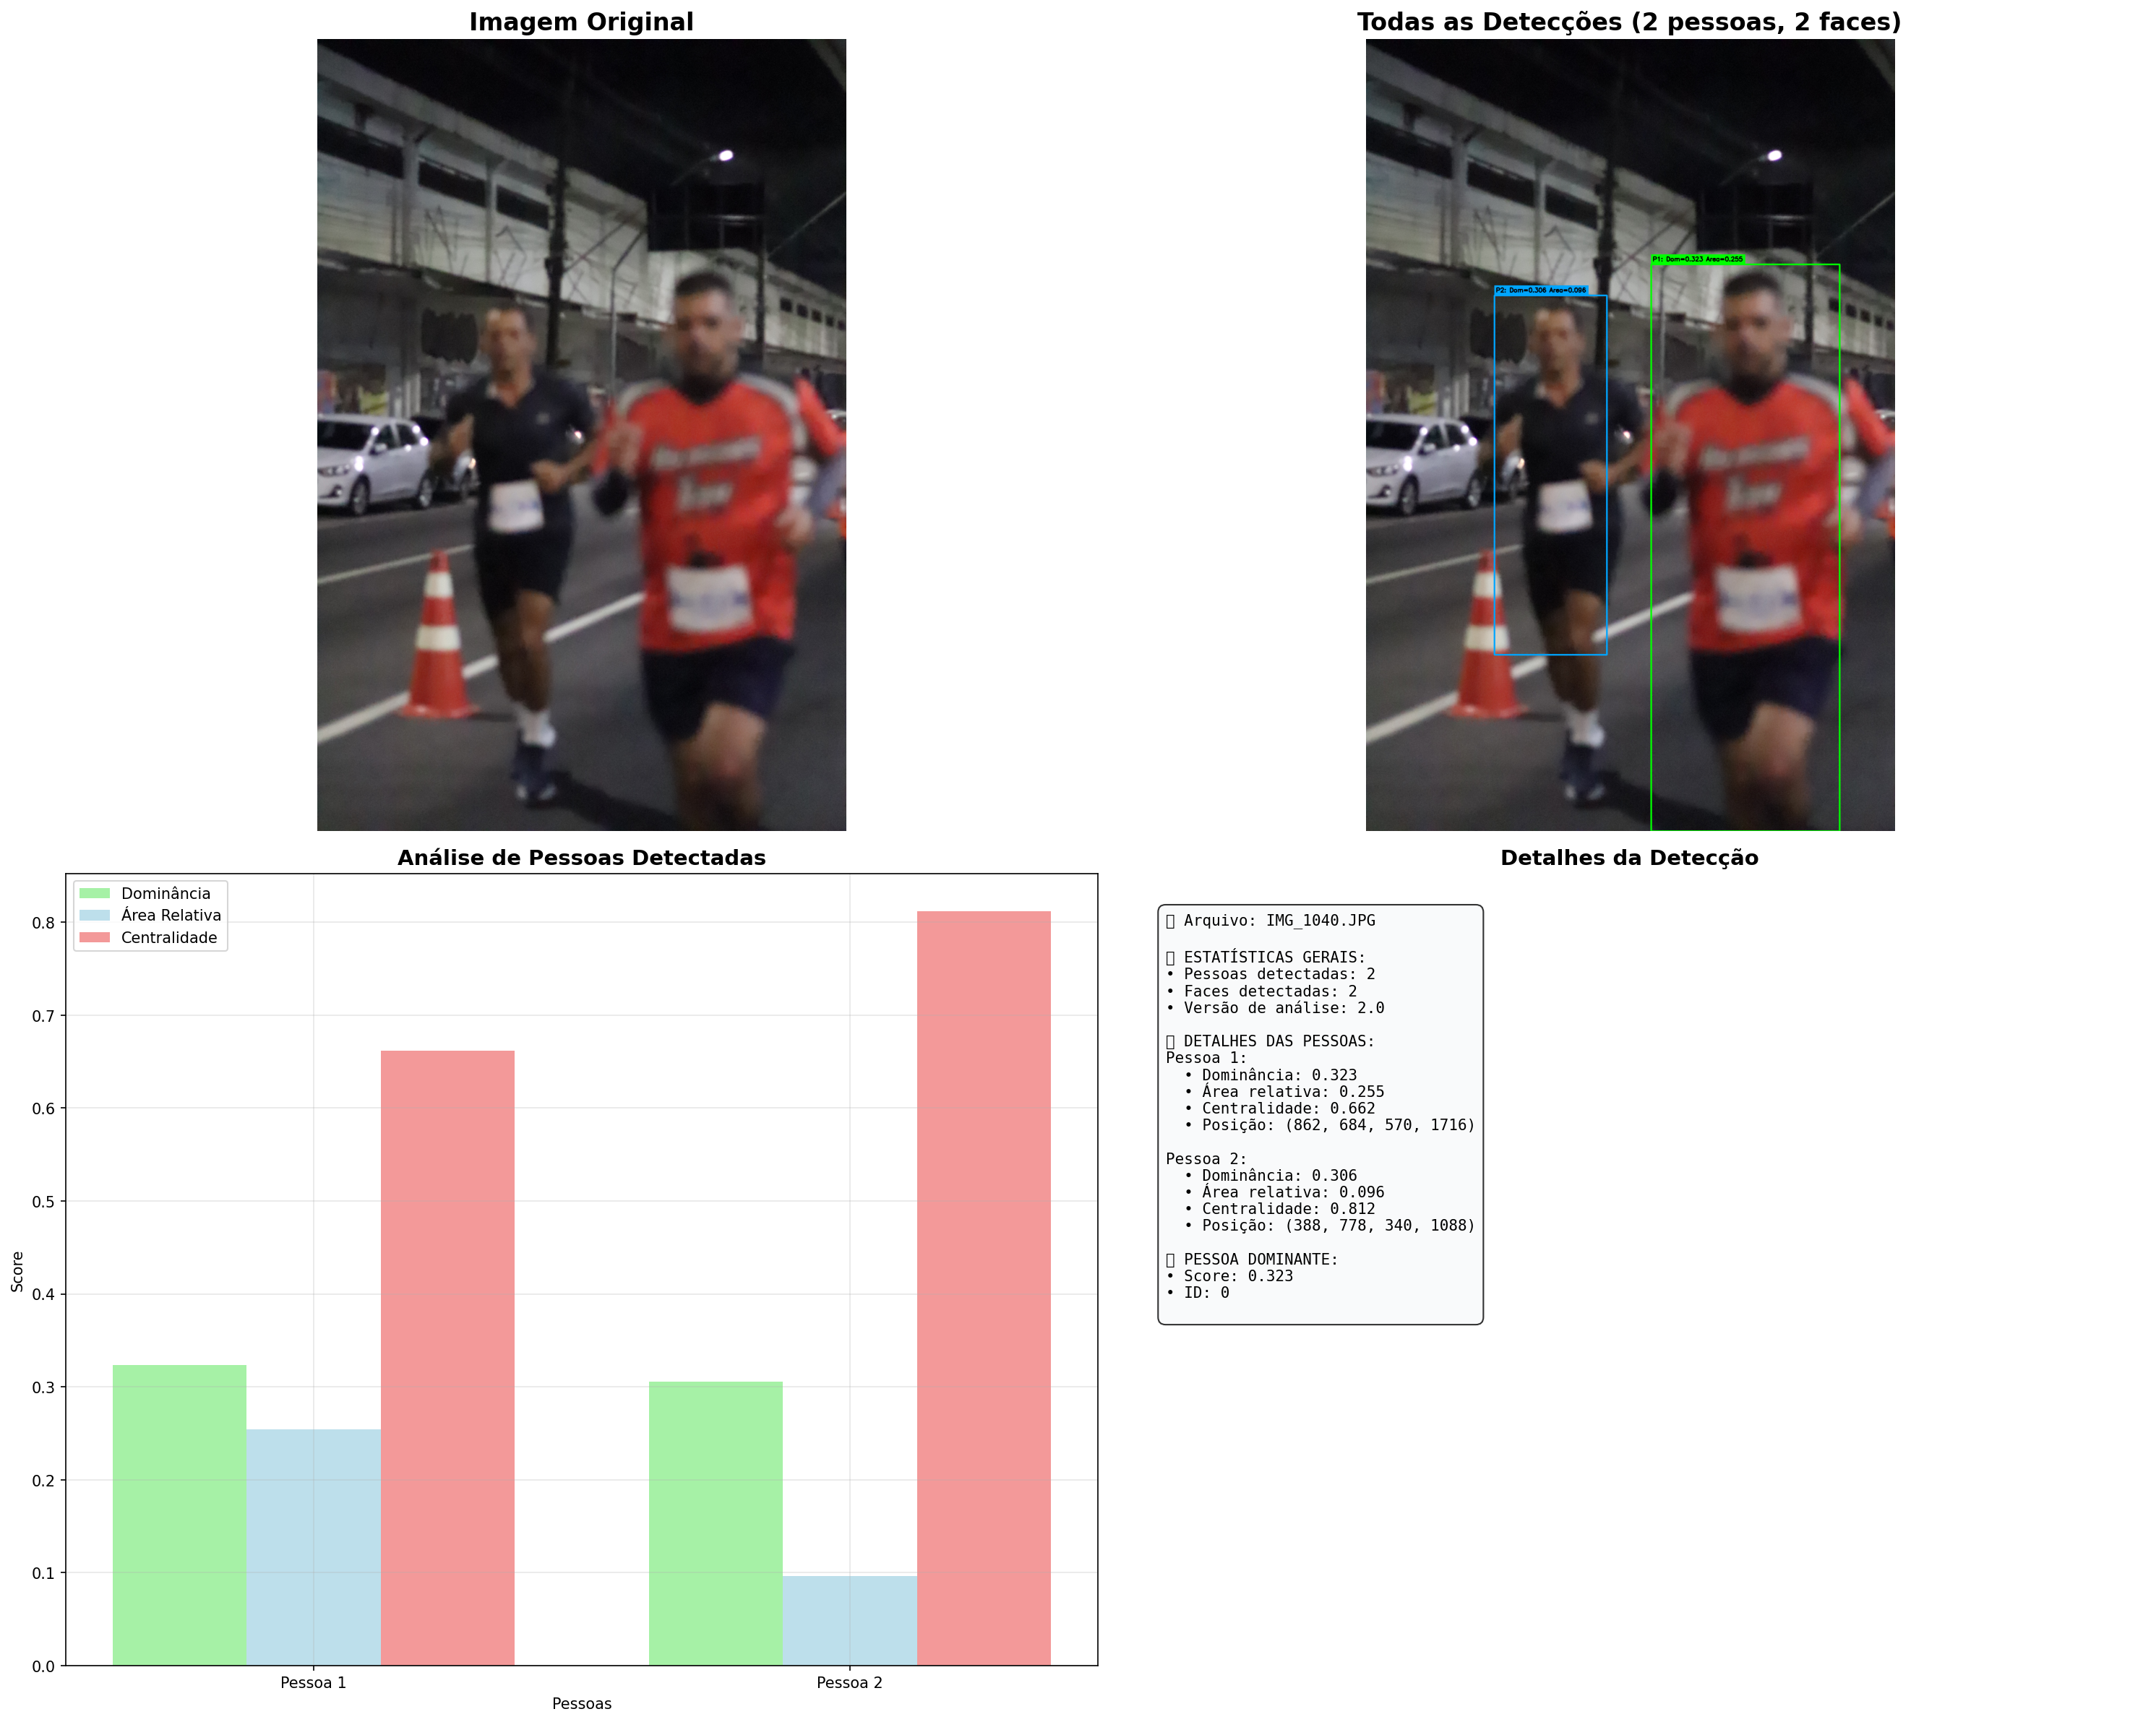 Imagem Original
Todas as Detecções (2 pessoas, 2 faces)
P1: Dom=0.323 Area=0.255
P2: Dom=0.306 Area=0.096
Análise de Pessoas Detectadas
Dominância
Área Relativa
Centralidade
Score
0.8
0.7
0.6
0.5
0.4
0.3
0.2
0.1
0.0
Pessoa 1
Pessoa 2
Pessoas
Detalhes da Detecção
Arquivo: IMG_1040.JPG
ESTATÍSTICAS GERAIS:
• Pessoas detectadas: 2
• Faces detectadas: 2
• Versão de análise: 2.0
DETALHES DAS PESSOAS:
Pessoa 1:
• Dominância: 0.323
• Área relativa: 0.255
• Centralidade: 0.662
• Posição: (862, 684, 570, 1716)
Pessoa 2:
• Dominância: 0.306
• Área relativa: 0.096
• Centralidade: 0.812
• Posição: (388, 778, 340, 1088)
PESSOA DOMINANTE:
• Score: 0.323
• ID: 0